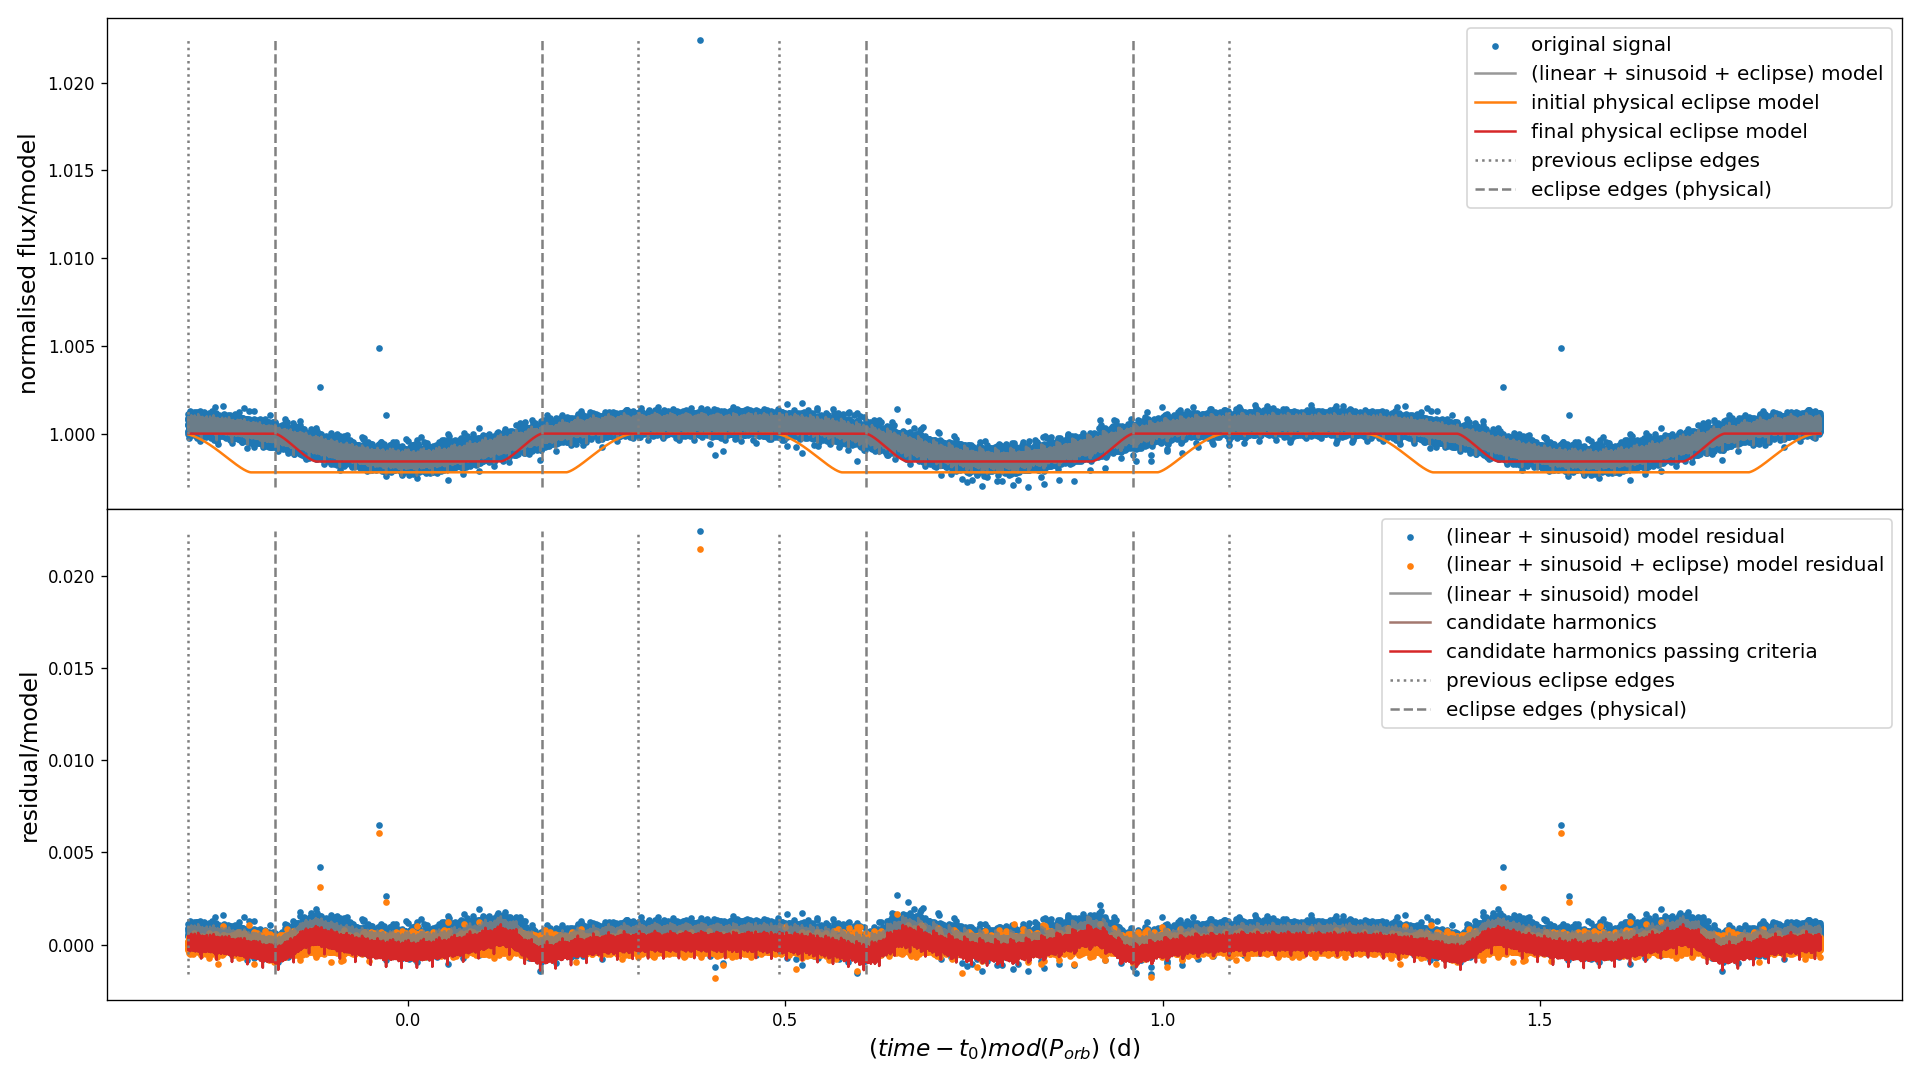 normalised flux/model
1.020
1.015
1.010
1.005
1.000
original signal
(linear + sinusoid + eclipse) model
initial physical eclipse model
final physical eclipse model
previous eclipse edges
eclipse edges (physical)
residual/model
0.020
0.015
0.010
0.005
0.000
(linear + sinusoid) model residual
(linear + sinusoid + eclipse) model residual
(linear + sinusoid) model
candidate harmonics
candidate harmonics passing criteria
previous eclipse edges
eclipse edges (physical)
0.0 0.5 1.0 1.5
(time − t₀)mod(Pₒᵣb) (d)